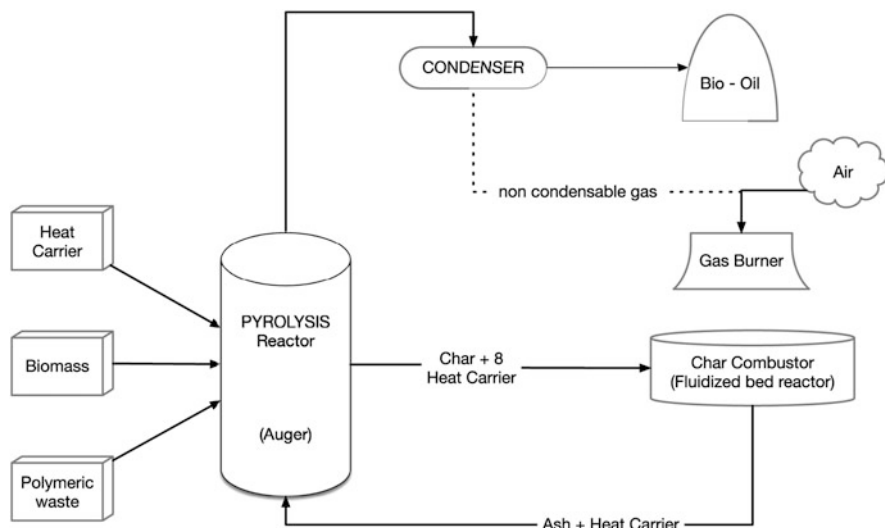 CONDENSER
Bio - Oil
Air
non condensable gas
Heat
Carrier
Gas Burner
PYROLYSIS
Reactor
Char + 8
Heat Carrier
Char Combustor
(Fluidized bed reactor)
Biomass
(Auger)
Polymeric
waste
Ash + Heat Carrier